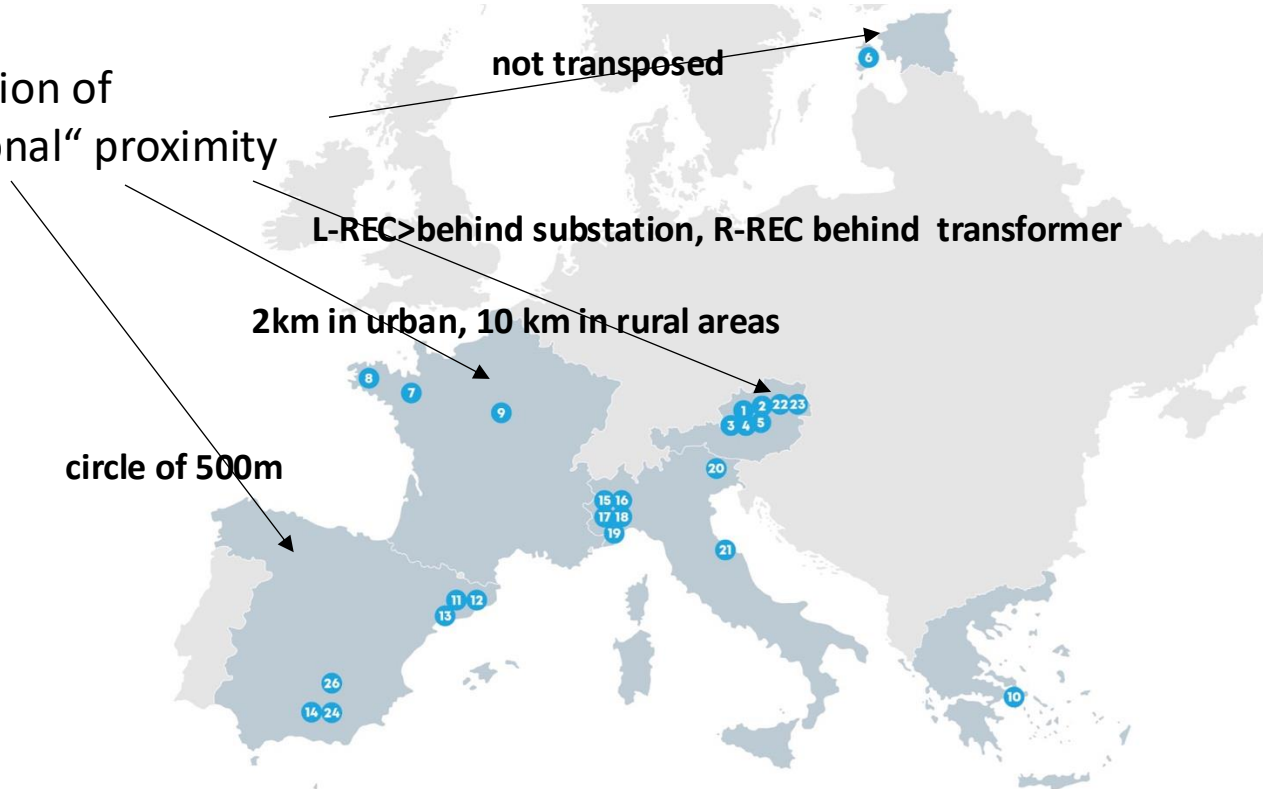 not transposed
ion of
onal“ proximity
L-REC>behind substation, R-REC behind transformer
2km in urban, 10 km in rural areas
circle of 500m
6
8
7
9
1 2 22 23
3 4 5
20
15 16
17 18
19
21
11 12
13
26
14 24
10